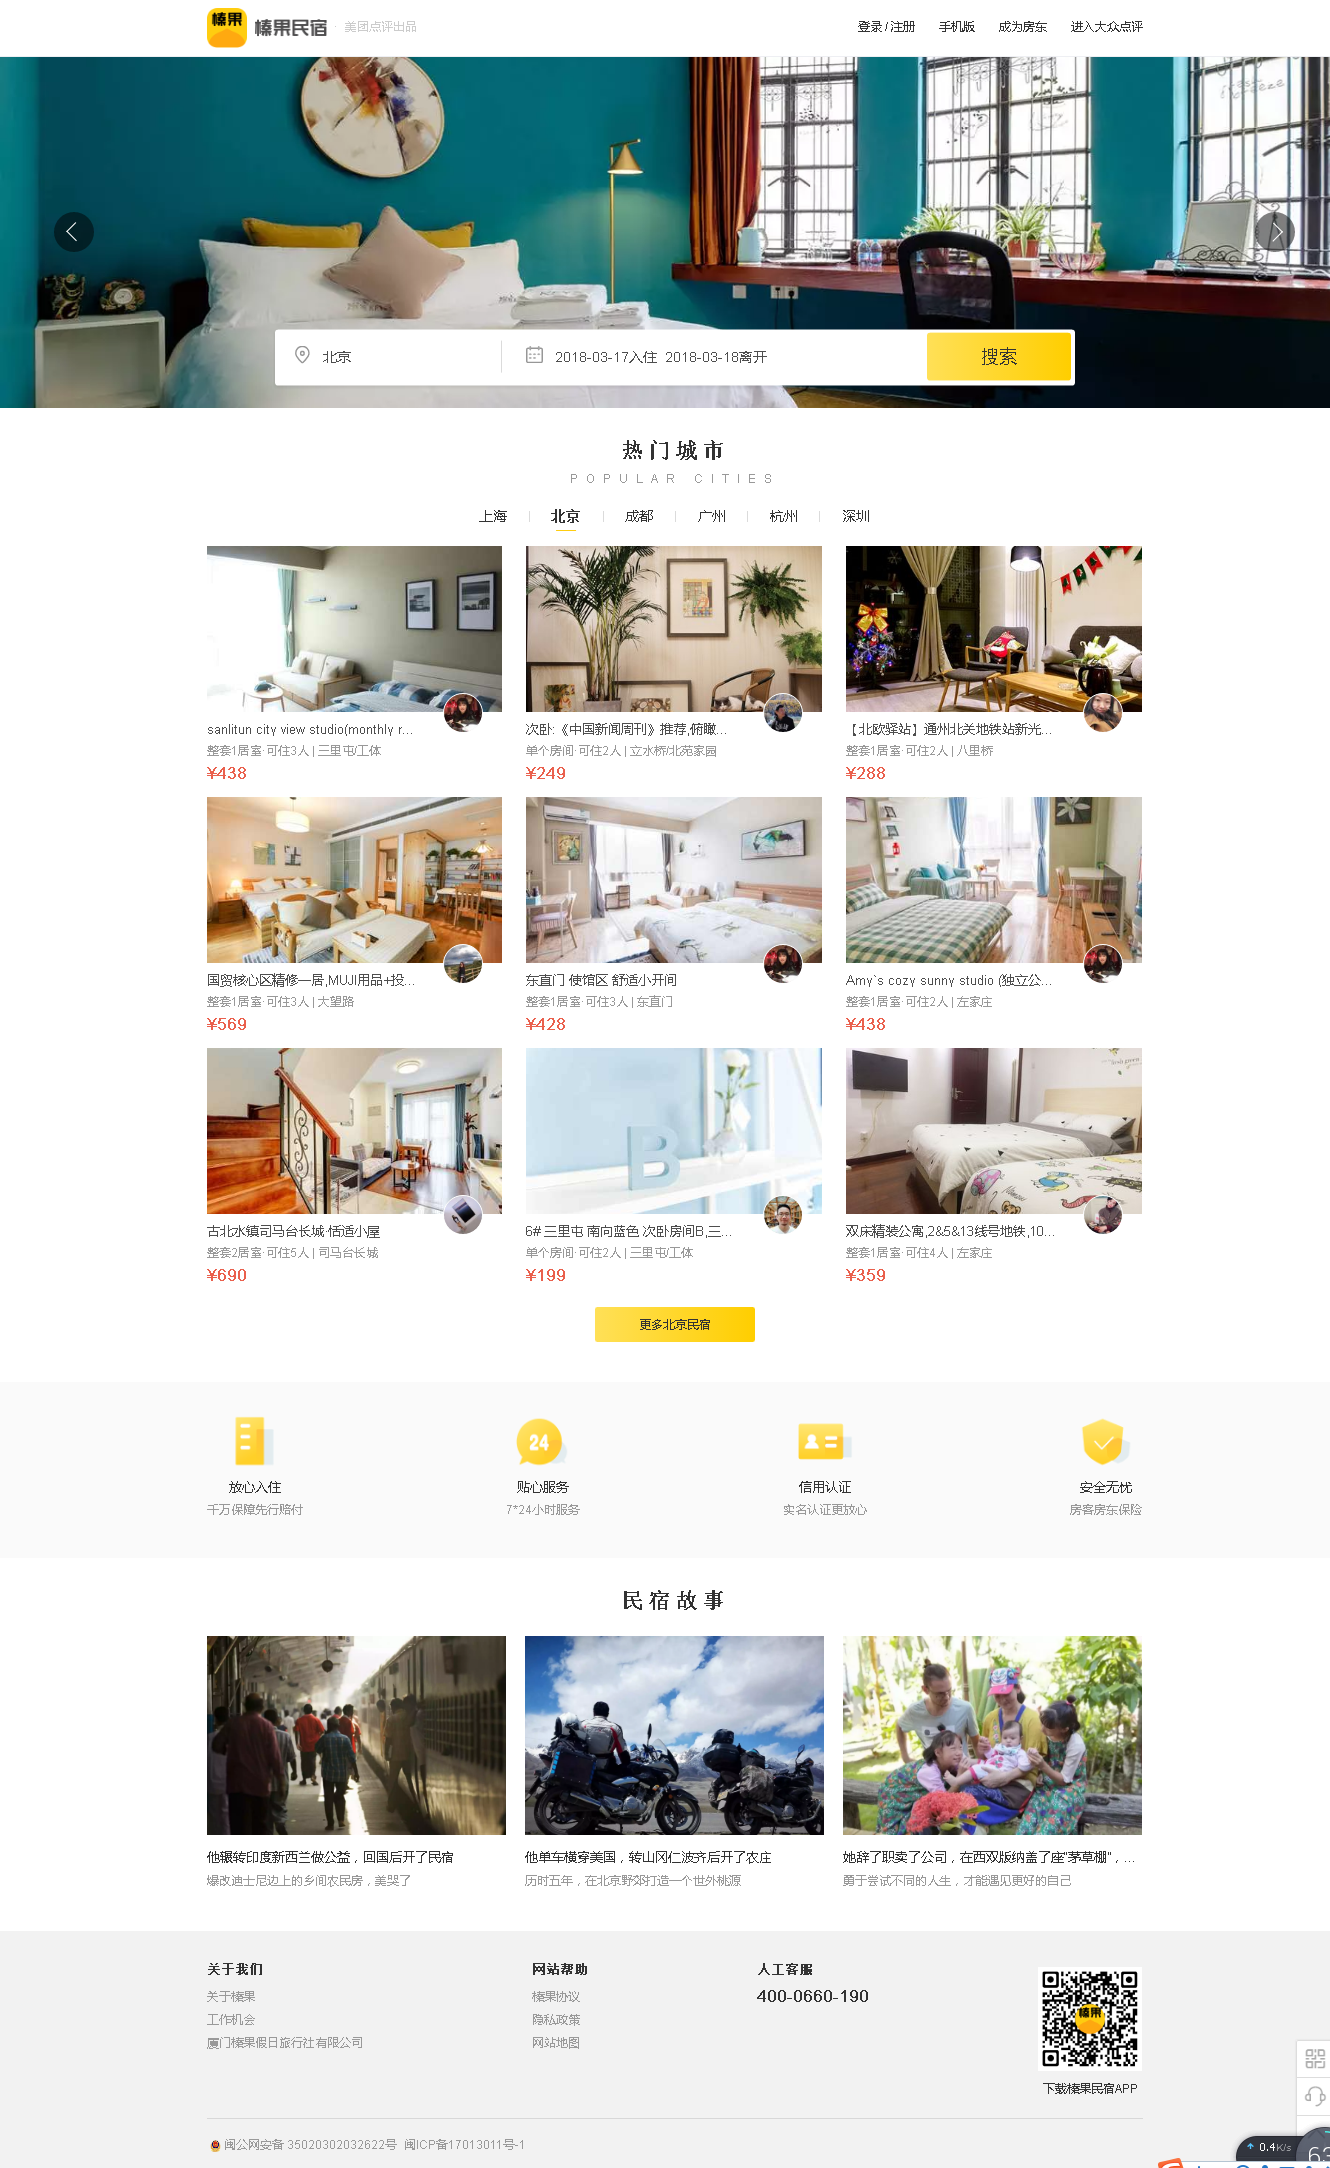 榛果
榛果民宿 美团点评出品
登录 / 注册 手机版 成为房东 进入大众点评
北京
2018-03-17入住 2018-03-18离开
搜索
热门城市
POPULAR CITIES
上海 北京 成都 广州 杭州 深圳
sanlitun city view studio(monthly r...
整套1居室·可住3人 | 三里屯/工体
¥438
次卧:《中国新闻周刊》推荐,俯瞰...
单个房间·可住2人 | 立水桥/北苑家园
¥249
【北欧驿站】通州北关地铁站新光...
整套1居室·可住2人 | 八里桥
¥288
国贸核心区精修一居,MUJI用品+投...
整套1居室·可住3人 | 大望路
¥569
东直门 使馆区 舒适小开间
整套1居室·可住3人 | 东直门
¥428
Amy`s cozy sunny studio (独立公...
整套1居室·可住2人 | 左家庄
¥438
古北水镇司马台长城·恬适小屋
整套2居室·可住5人 | 司马台长城
¥690
B
6# 三里屯 南向蓝色 次卧房间B,三...
单个房间·可住2人 | 三里屯/工体
¥199
双床精装公寓,2&5&13线号地铁,10...
整套1居室·可住4人 | 左家庄
¥359
更多北京民宿
放心入住
千万保障先行赔付
24
贴心服务
7*24小时服务
信用认证
实名认证更放心
安全无忧
房客房东保险
民宿故事
他辗转印度新西兰做公益，回国后开了民宿
爆改迪士尼边上的乡间农民房，美哭了
他单车横穿美国，转山冈仁波齐后开了农庄
历时五年，在北京野郊打造一个世外桃源
她辞了职卖了公司，在西双版纳盖了座"茅草棚"，...
勇于尝试不同的人生，才能遇见更好的自己
关于我们
关于榛果
工作机会
厦门榛果假日旅行社有限公司
网站帮助
榛果协议
隐私政策
网站地图
人工客服
400-0660-190
榛果
下载榛果民宿APP
闽公网安备 35020302032622号 闽ICP备17013011号-1
0.4K/s
63